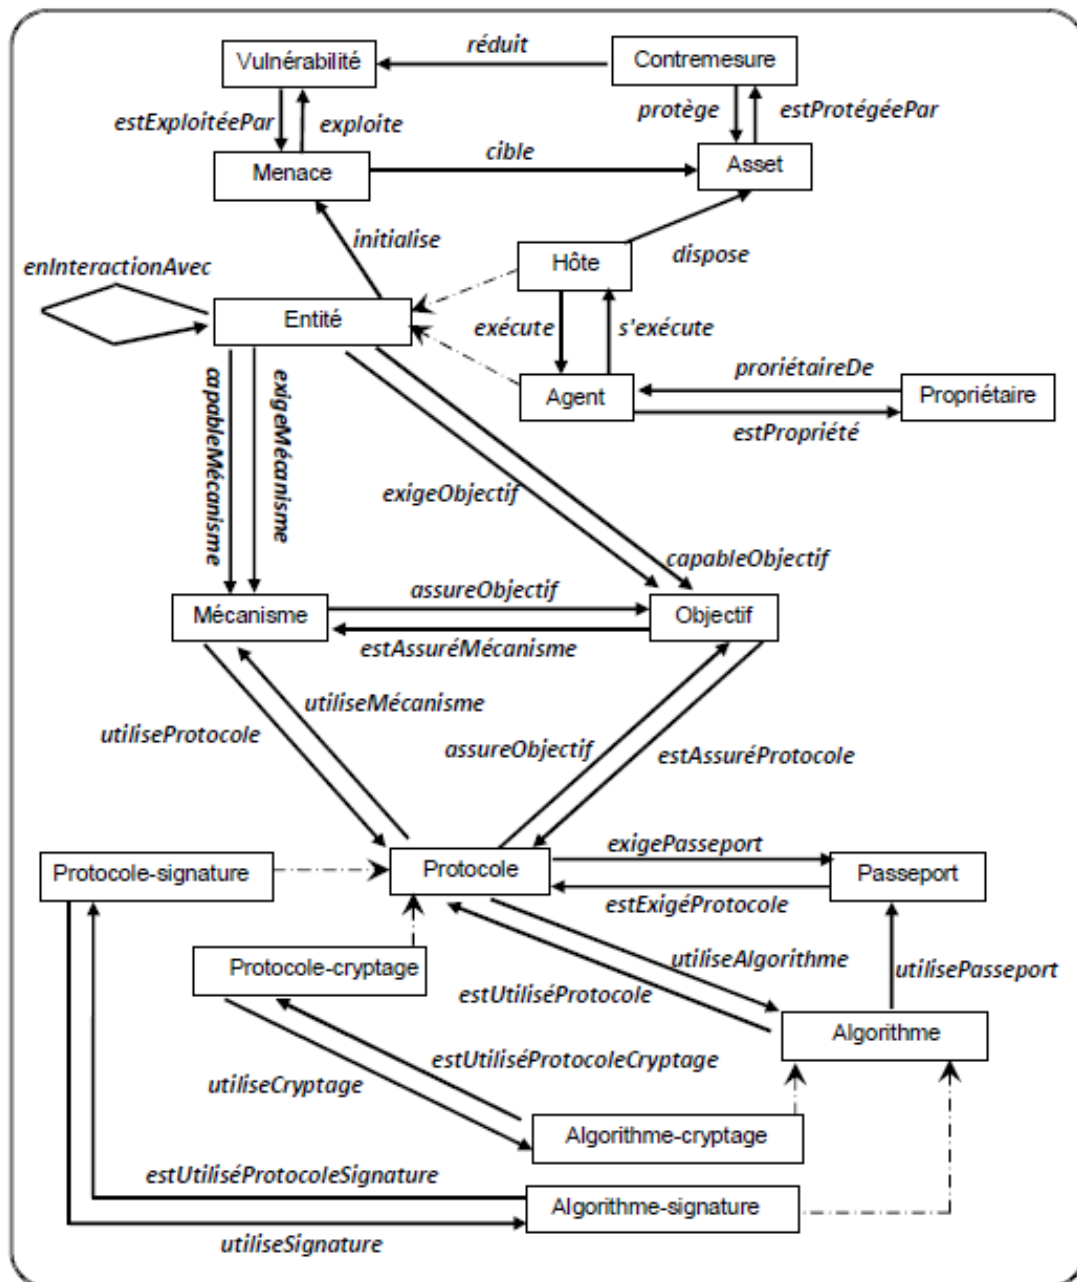 réduit
Vulnérabilité
Contremesure
estExploitéePar
exploite
protège
estProtégéePar
cible
Menace
Asset
initialise
dispose
enInteractionAvec
Hôte
Entité
exécute
s'exécute
proriétaireDe
Agent
Propriétaire
estPropriété
capableMécanisme
exigeMécanisme
exigeObjectif
capableObjectif
assureObjectif
Mécanisme
Objectif
estAssuréMécanisme
utiliseMécanisme
utiliseProtocole
assureObjectif
estAssuréProtocole
exigePasseport
Protocole-signature
Protocole
Passeport
estExigéProtocole
Protocole-cryptage
utiliseAlgorithme
utilisePasseport
estUtiliséProtocole
Algorithme
estUtiliséProtocoleCryptage
utiliseCryptage
Algorithme-cryptage
estUtiliséProtocoleSignature
Algorithme-signature
utiliseSignature